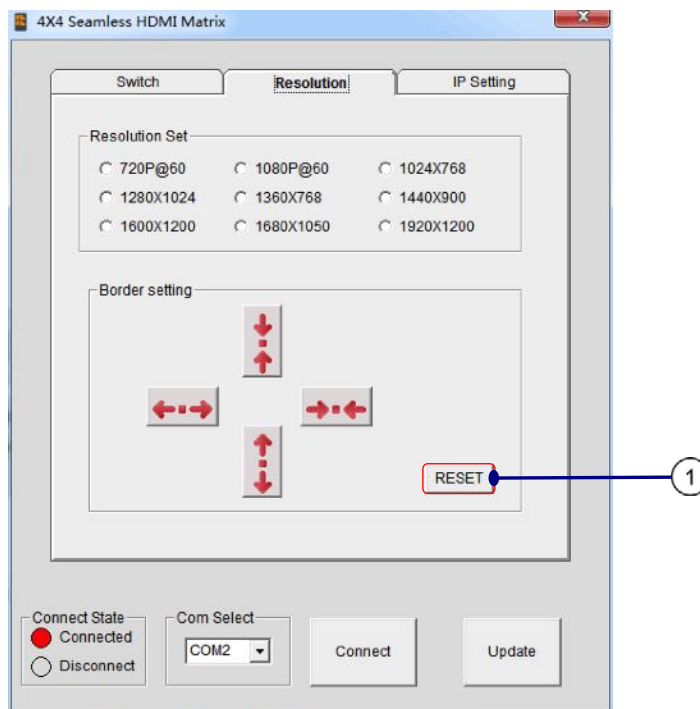 4X4 Seamless HDMI Matrix
x
Switch Resolution IP Setting
Resolution Set
720P@60 1080P@60 1024X768
1280X1024 1360X768 1440X900
1600X1200 1680X1050 1920X1200
Border setting
RESET 1
Connect State Com Select
Connected
COM2 Connect Update
Disconnect